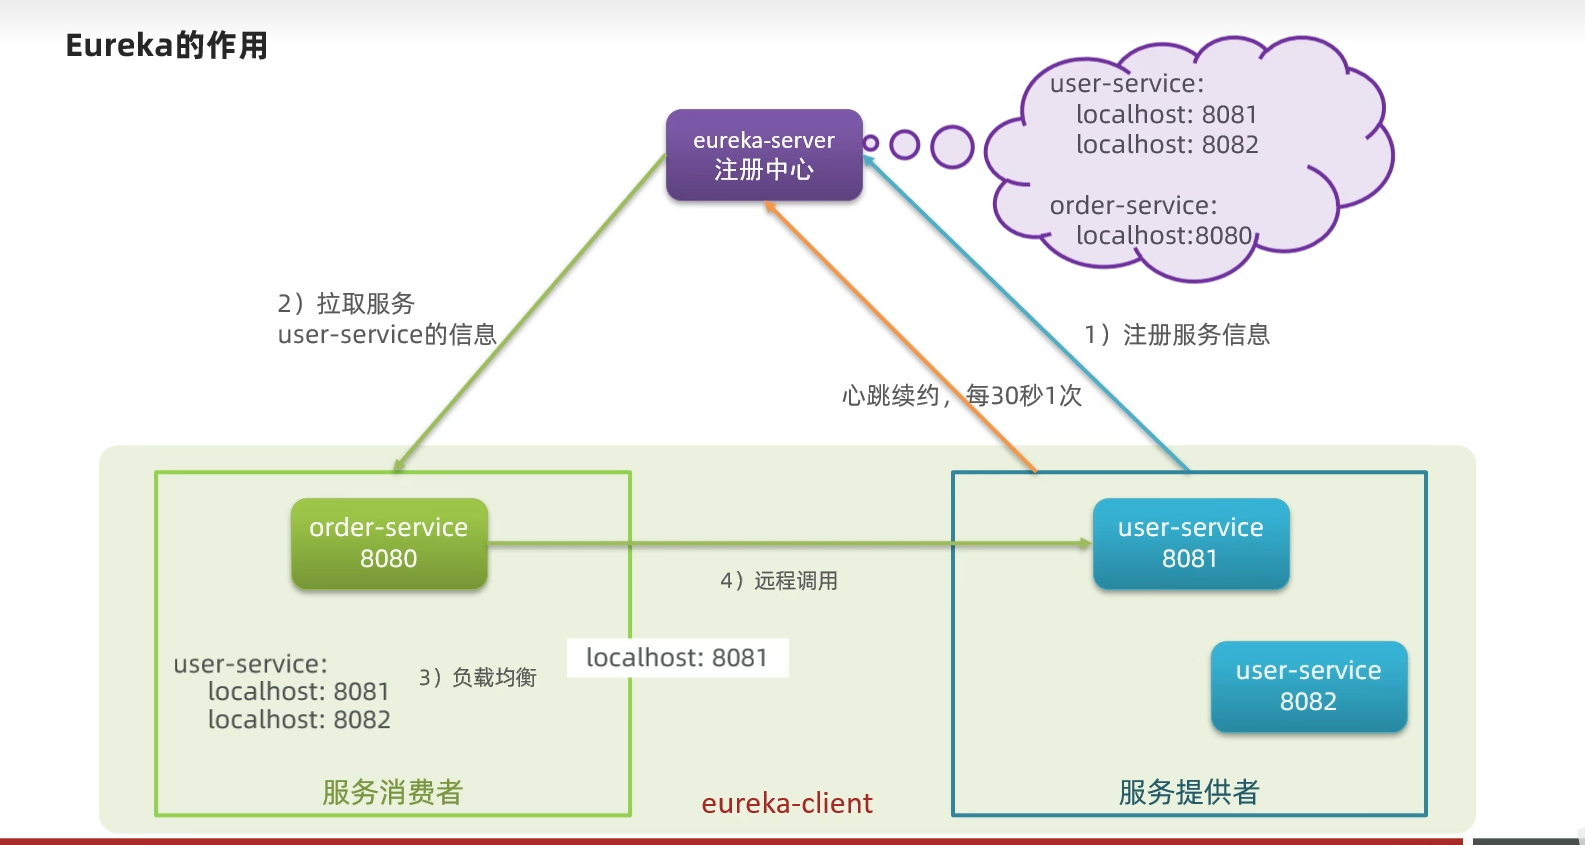 Eureka的作用
eureka-server
注册中心
user-service:
localhost: 8081
localhost: 8082
order-service:
localhost:8080
2）拉取服务
user-service的信息
1）注册服务信息
心跳续约，每30秒1次
order-service
8080
4）远程调用
user-service
8081
user-service:
localhost: 8081
localhost: 8082
3）负载均衡
localhost: 8081
user-service
8082
服务消费者
eureka-client
服务提供者